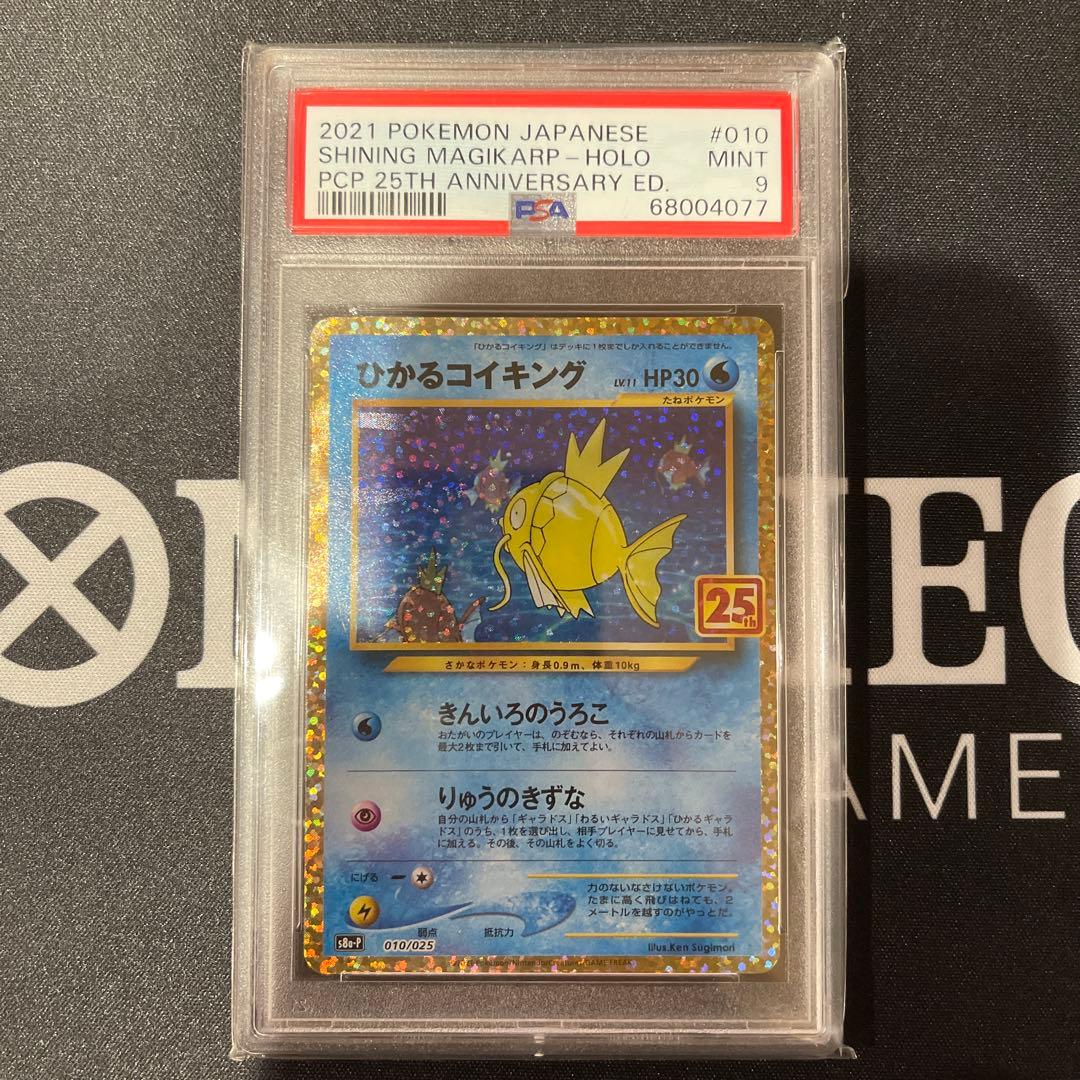 2021 POKEMON JAPANESE #010
SHINING MAGIKARP-HOLO MINT
PCP 25TH ANNIVERSARY ED. 9
PSA 68004077
「ひかるコイキング」はデッキに1枚までしか入れることができません。
ひかるコイキング LV.11 HP30
たねポケモン
25th
さかなポケモン：身長0.9m、体重10kg
きんいろのうろこ
おたがいのプレイヤーは、のぞむなら、それぞれの山札からカードを
最大2枚まで引いて、手札に加えてよい。
りゅうのきずな
自分の山札から「ギャラドス」「わるいギャラドス」「ひかるギャラ
ドス」のうち、1枚を選び出し、相手プレイヤーに見せてから、手札
に加える。その後、その山札をよく切る。
にげる
力のないなさけないポケモン。
たまに高く飛びはねても、2
メートルを越すのがやっとだ。
弱点 抵抗力
s8a-P 010/025
Illus.Ken Sugimori
Pokémon/Nintendo/Creatures/GAME FREAK
AME